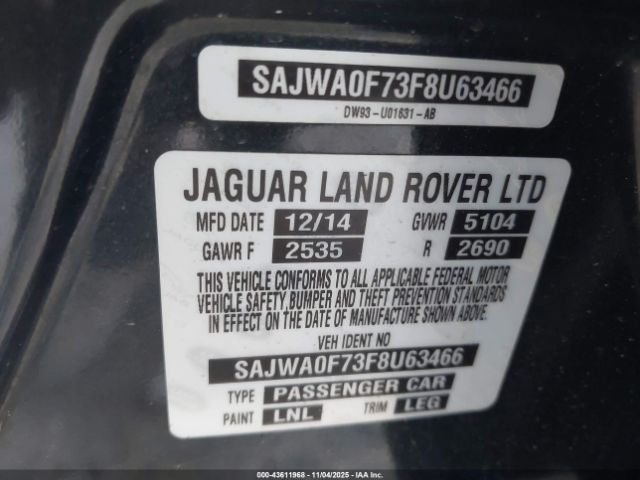 SAJWA0F73F8U63466
DW93-U01631-AB
JAGUAR LAND ROVER LTD
MFD DATE 12/14 GVWR 5104
GAWR F 2535 R 2690
THIS VEHICLE CONFORMS TO ALL APPLICABLE FEDERAL MOTOR
VEHICLE SAFETY, BUMPER AND THEFT PREVENTION STANDARDS
IN EFFECT ON THE DATE OF MANUFACTURE SHOWN ABOVE.
VEH IDENT NO
SAJWA0F73F8U63466
TYPE PASSENGER CAR
PAINT LNL TRIM LEG
000-43611968 - 11/04/2025 - IAA Inc.